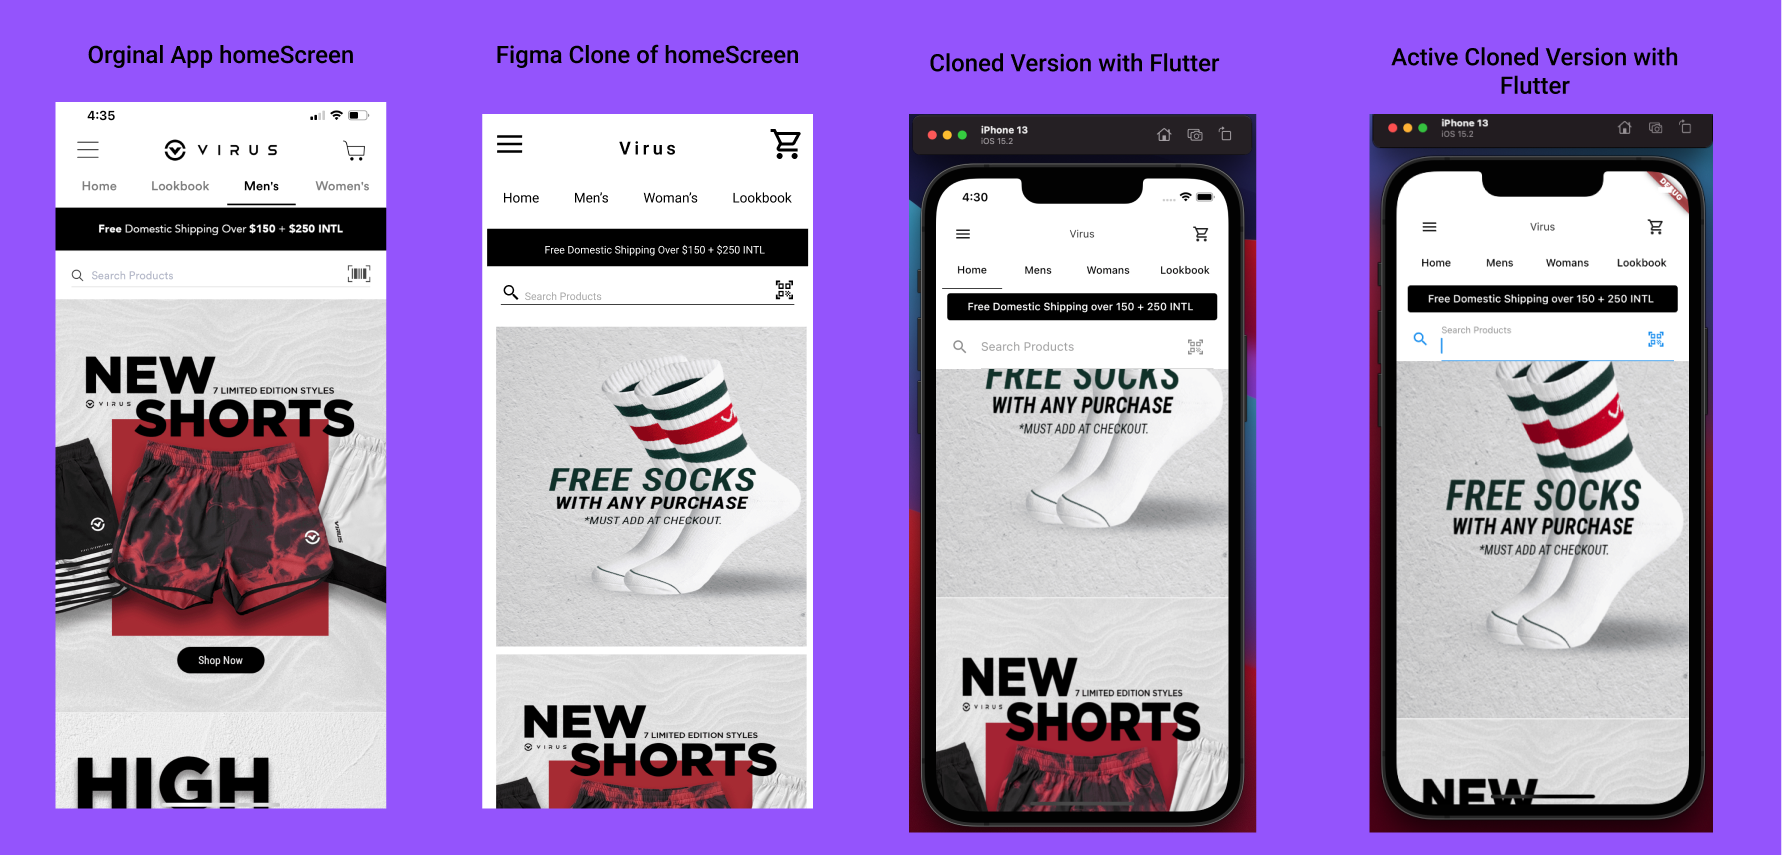 Orginal App homeScreen
4:35
VIRUS
Home Lookbook Men's Women's
Free Domestic Shipping Over $150 + $250 INTL
Search Products
NEW
7 LIMITED EDITION STYLES
VIRUS
SHORTS
VIRUS
Shop Now
HIGH
Figma Clone of homeScreen
Virus
Home Men's Woman's Lookbook
Free Domestic Shipping Over $150 + $250 INTL
Search Products
FREE SOCKS
WITH ANY PURCHASE
*MUST ADD AT CHECKOUT.
NEW
7 LIMITED EDITION STYLES
VIRUS
SHORTS
Cloned Version with Flutter
iPhone 13
iOS 15.2
4:30
Virus
Home Mens Womans Lookbook
Free Domestic Shipping over 150 + 250 INTL
Search Products
FREE SOCKS
WITH ANY PURCHASE
*MUST ADD AT CHECKOUT.
NEW
7 LIMITED EDITION STYLES
VIRUS
SHORTS
Active Cloned Version with
Flutter
iPhone 13
iOS 15.2
DEBUG
Virus
Home Mens Womans Lookbook
Free Domestic Shipping over 150 + 250 INTL
Search Products
FREE SOCKS
WITH ANY PURCHASE
*MUST ADD AT CHECKOUT.
NEW